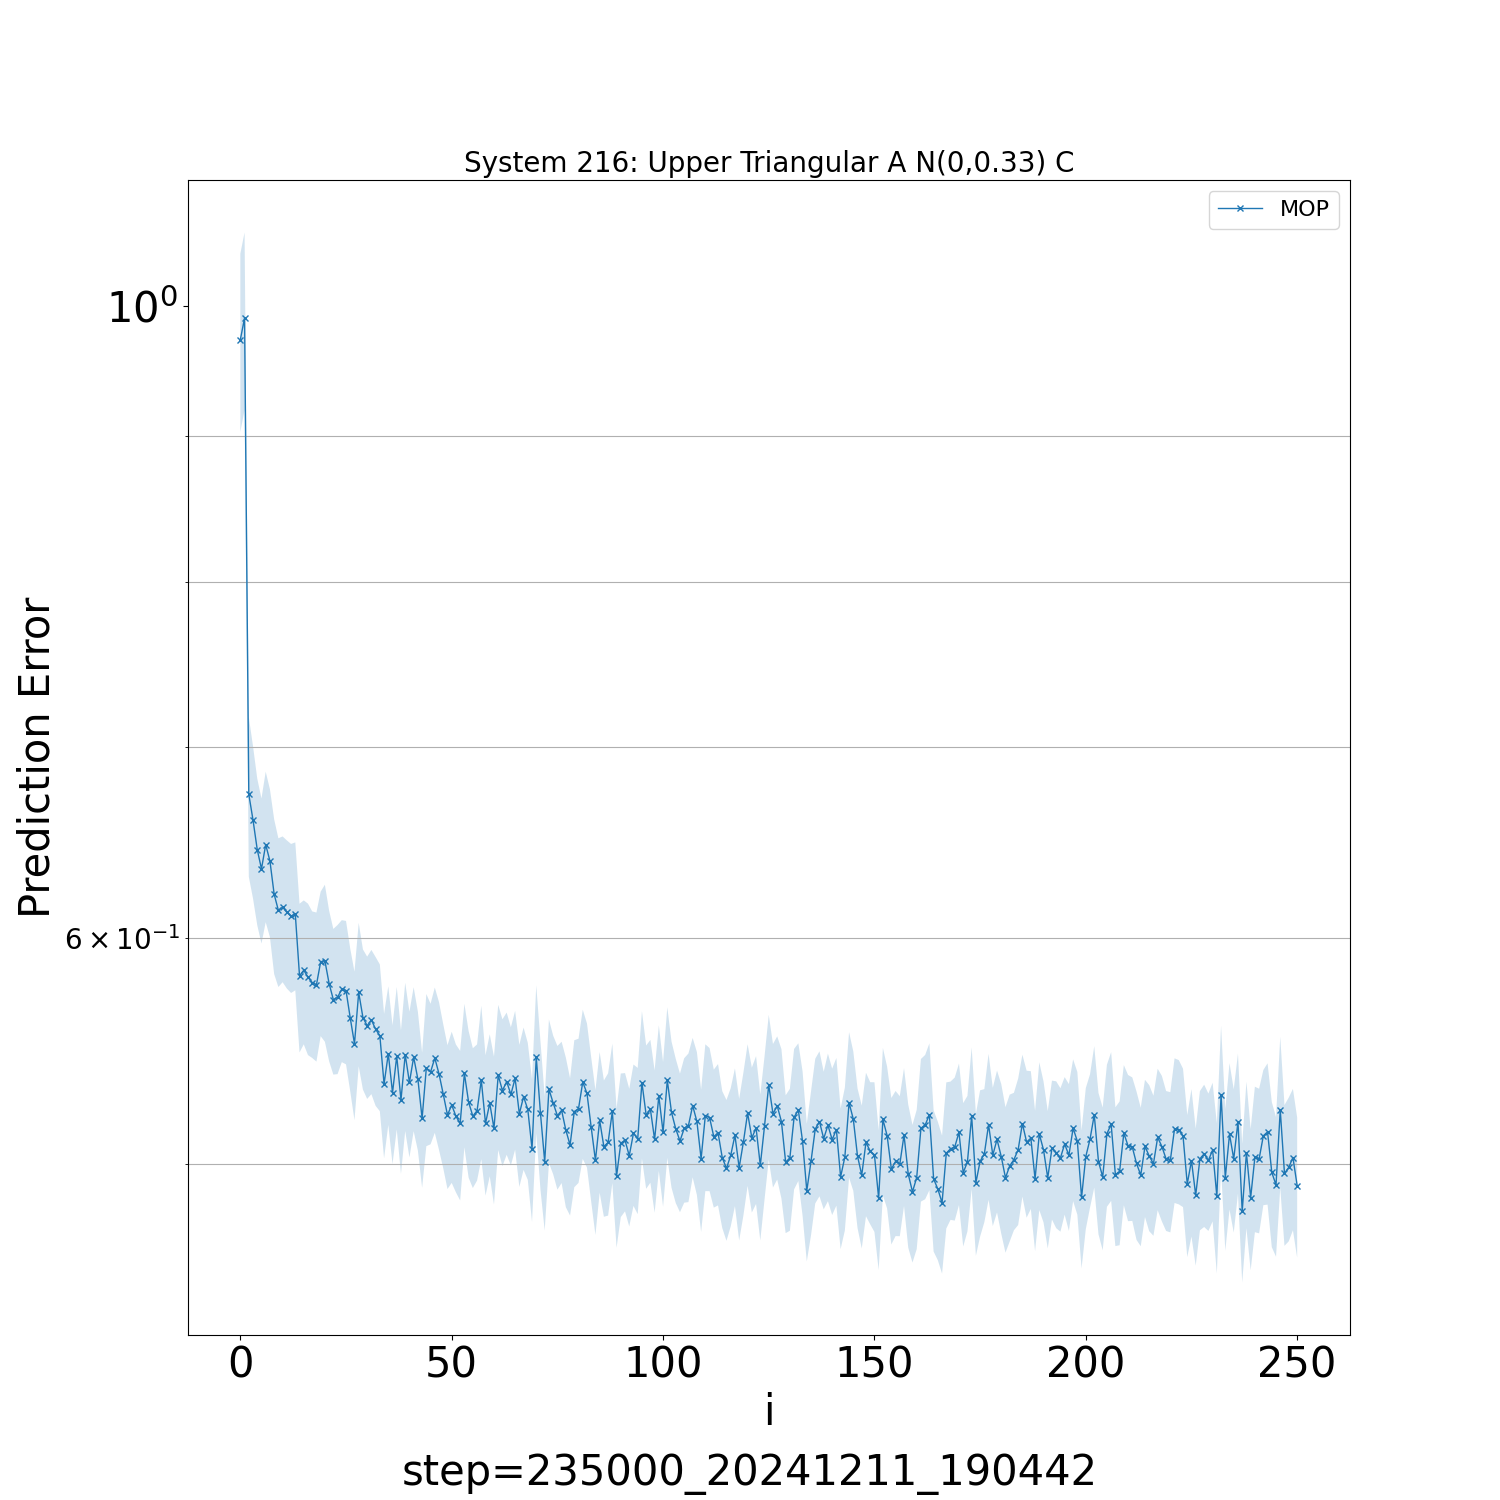 System 216: Upper Triangular A N(0,0.33) C
MOP
10⁰
6 × 10⁻¹
Prediction Error
0 50 100 150 200 250
i
step=235000_20241211_190442